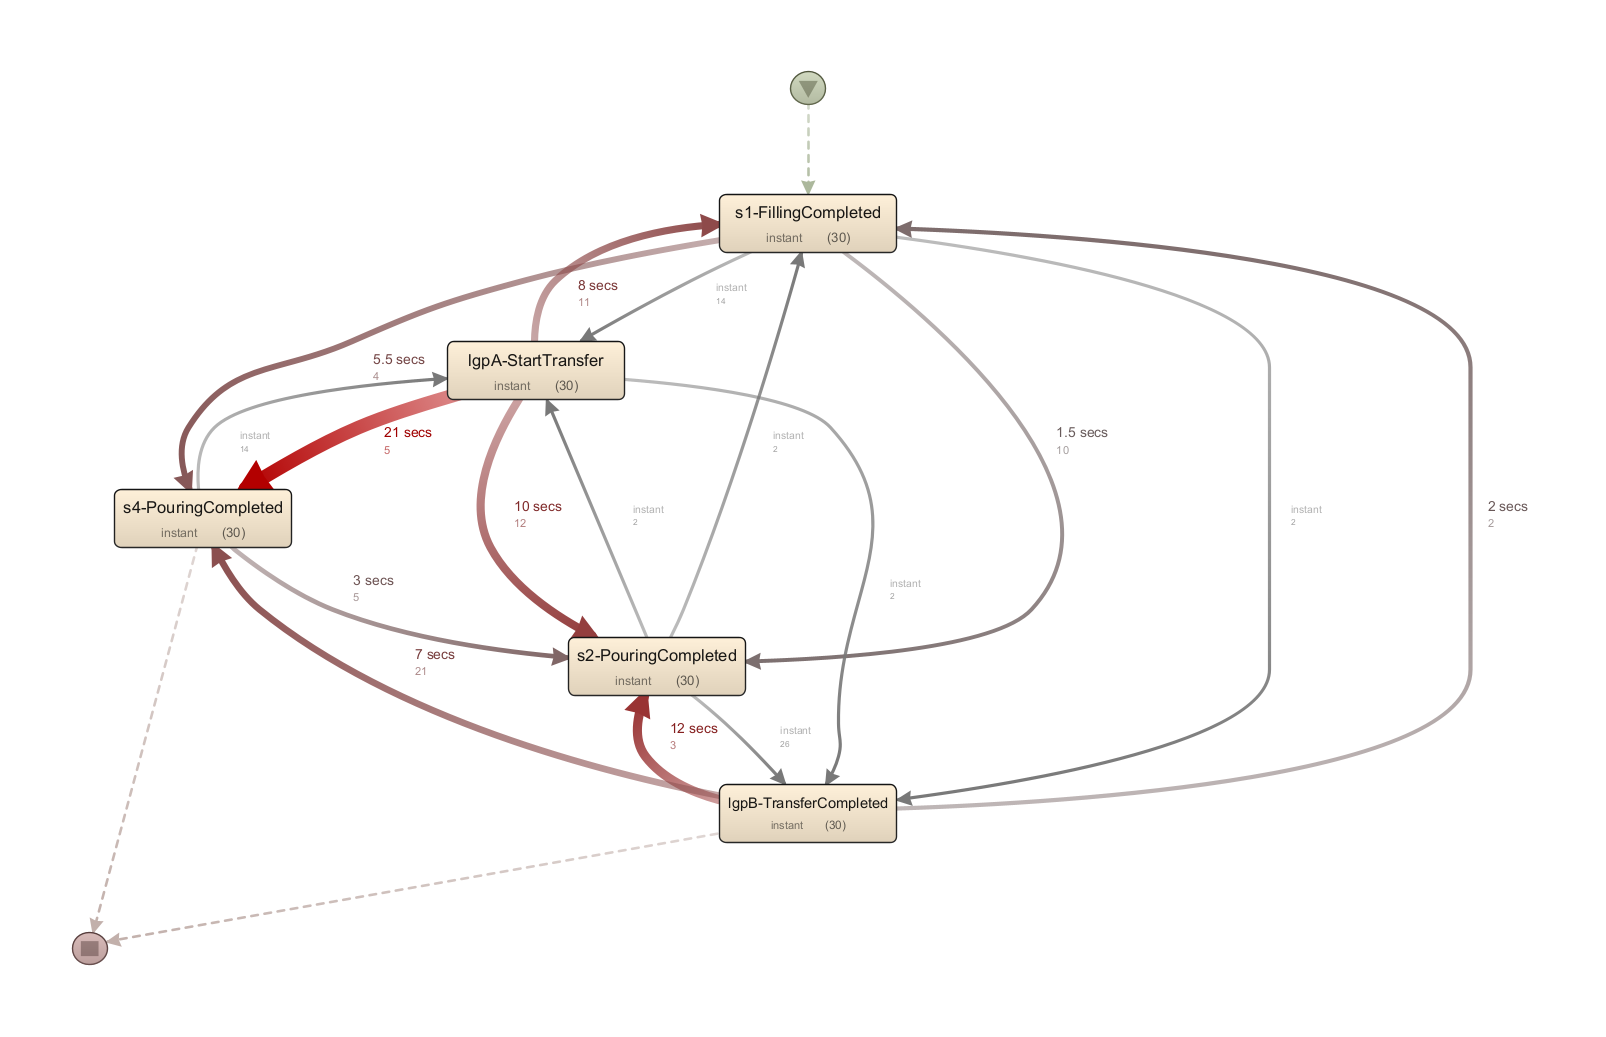 s1-FillingCompleted
instant (30)
8 secs
11
instant
14
lgpA-StartTransfer
instant (30)
5.5 secs
4
21 secs
5
instant
14
instant
2
1.5 secs
10
s4-PouringCompleted
instant (30)
10 secs
12
instant
2
instant
2
2 secs
2
3 secs
5
instant
2
s2-PouringCompleted
instant (30)
7 secs
21
12 secs
3
instant
26
lgpB-TransferCompleted
instant (30)